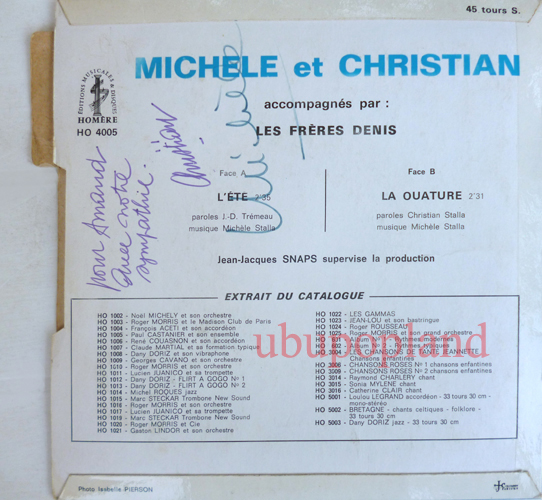 45 tours S.
MICHELE et CHRISTIAN
EDITIONS MUSICALES & DISQUES
HOMÈRE
HO 4005
accompagnés par :
LES FRÈRES DENIS
Michèle
Christian
pour Amand
avec notre
sympathie.
Face A
L'ÉTÉ 2'35
paroles J.-D. Trémeau
musique Michèle Stalla
Face B
LA OUATURE 2'31
paroles Christian Stalla
musique Michèle Stalla
Jean-Jacques SNAPS supervise la production
EXTRAIT DU CATALOGUE
HO 1002 - Noël MICHELY et son orchestre
HO 1003 - Roger MORRIS et le Madison Club de Paris
HO 1004 - François ACETI et son accordéon
HO 1005 - Paul CASTANIER et son ensemble
HO 1006 - René COUASNON et son accordéon
HO 1007 - Claude MARTIAL et sa formation typique
HO 1008 - Dany DORIZ et son vibraphone
HO 1009 - Georges CAVANO et son orchestre
HO 1010 - Roger MORRIS et son orchestre
HO 1011 - Lucien JUANICO et sa trompette
HO 1012 - Dany DORIZ - FLIRT A GOGO Nº 1
HO 1013 - Dany DORIZ - FLIRT A GOGO Nº 2
HO 1014 - Michel ROQUES jazz
HO 1015 - Marc STECKAR Trombone New Sound
HO 1016 - Roger MORRIS et son orchestre
HO 1017 - Lucien JUANICO et sa trompette
HO 1019 - Marc STECKAR Trombone New Sound
HO 1020 - Roger MORRIS et Cie
HO 1021 - Gaston LINDOR et son orchestre
HO 1022 - LES GAMMAS
HO 1023 - JEAN-LOU et son bastringue
HO 1024 - Roger ROUSSEAU
HO 1025 - Roger MORRIS et son grand orchestre
HO 3004 - LES CHANSONS DE TANTE JEANNETTE
Chansons enfantines
HO 3006 - CHANSONS ROSES Nº 1 chansons enfantines
HO 3009 - CHANSONS ROSES Nº 2 chansons enfantines
HO 3014 - Raymond CHARLERY chant
HO 3015 - Sonia MYLENE chant
HO 3016 - Catherine CLAIR chant
HO 5001 - Loulou LEGRAND accordéon - 33 tours 30 cm -
mono-stéréo
HO 5002 - BRETAGNE - chants celtiques - folklore -
33 tours 30 cm
HO 5003 - Dany DORIZ jazz - 33 tours 30 cm
ubupopland
Photo Isabelle PIERSON